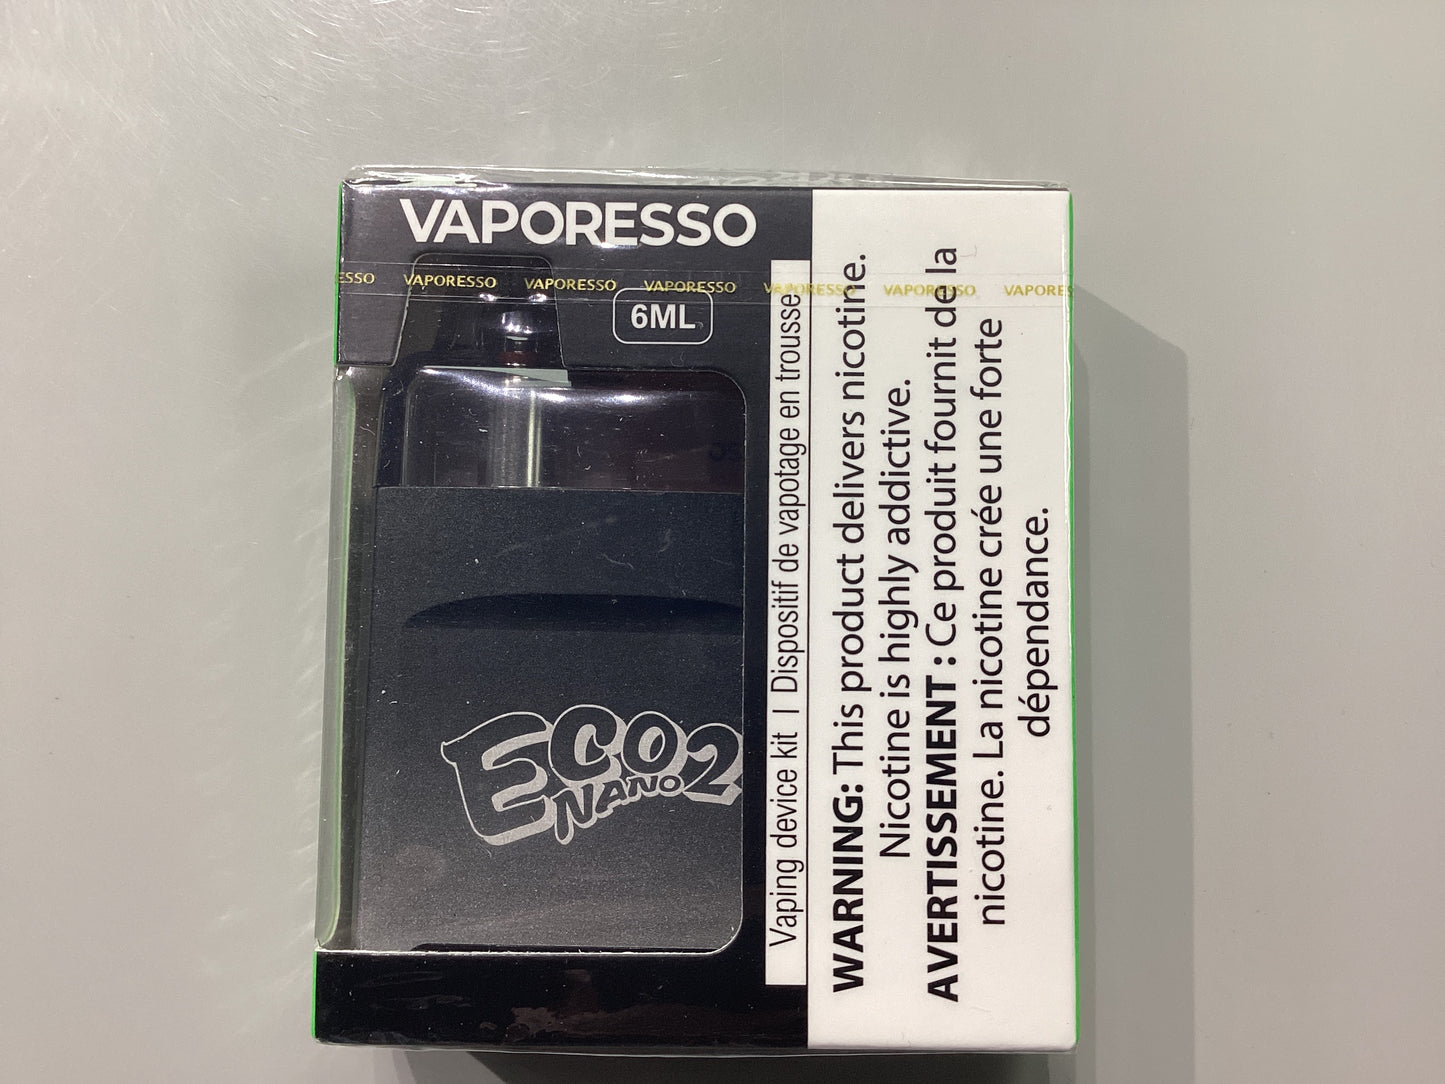 VAPORESSO
ESSO VAPORESSO VAPORESSO VAPORESSO VAPORESSO VAPORESSO VAPORES
6ML
ECO 2
NANO
Vaping device kit | Dispositif de vapotage en trousse
WARNING: This product delivers nicotine.
Nicotine is highly addictive.
AVERTISSEMENT : Ce produit fournit de la
nicotine. La nicotine crée une forte
dépendance.